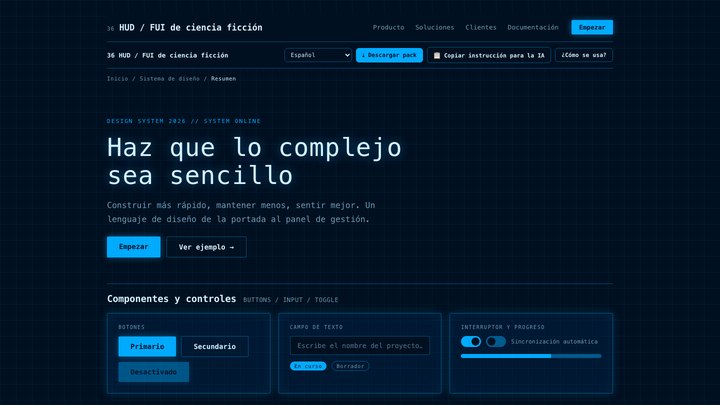 36 HUD / FUI de ciencia ficción
Producto Soluciones Clientes Documentación Empezar
36 HUD / FUI de ciencia ficción
Español
↓ Descargar pack
📋 Copiar instrucción para la IA
¿Cómo se usa?
Inicio / Sistema de diseño / Resumen
DESIGN SYSTEM 2026 // SYSTEM ONLINE
Haz que lo complejo
sea sencillo
Construir más rápido, mantener menos, sentir mejor. Un
lenguaje de diseño de la portada al panel de gestión.
Empezar
Ver ejemplo →
Componentes y controles BUTTONS / INPUT / TOGGLE
BOTONES
Primario
Secundario
Desactivado
CAMPO DE TEXTO
Escribe el nombre del proyecto…
En curso
Borrador
INTERRUPTOR Y PROGRESO
Sincronización automática